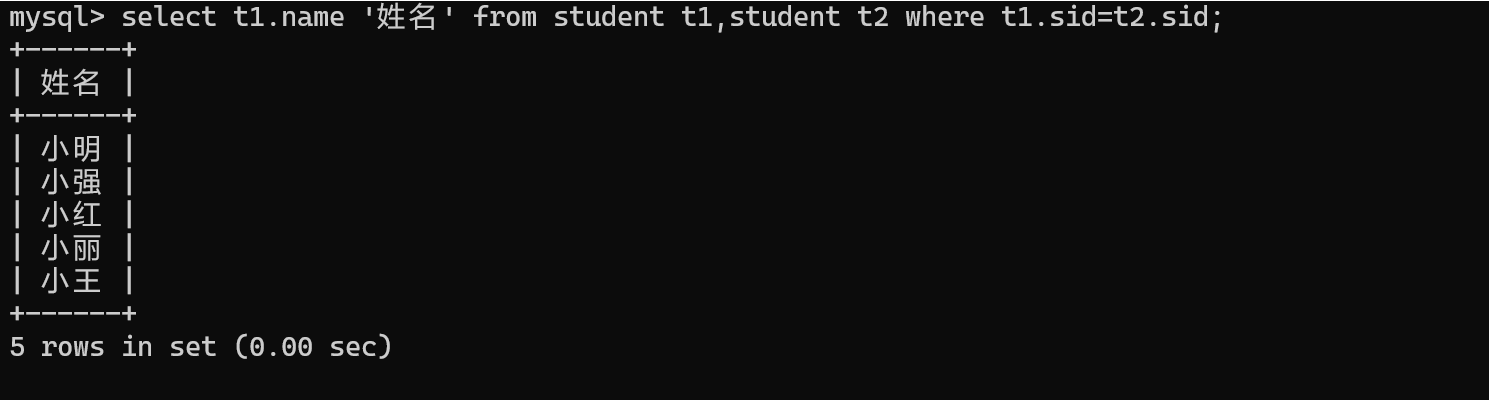 mysql> select t1.name '姓名' from student t1,student t2 where t1.sid=t2.sid;
+------+
| 姓名 |
+------+
| 小明 |
| 小强 |
| 小红 |
| 小丽 |
| 小王 |
+------+
5 rows in set (0.00 sec)